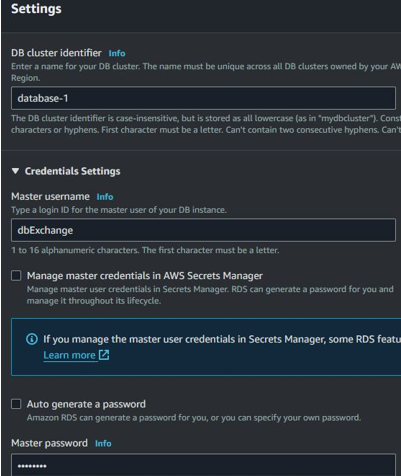 Settings
DB cluster identifier Info
Enter a name for your DB cluster. The name must be unique across all DB clusters owned by your AW
Region.
database-1
The DB cluster identifier is case-insensitive, but is stored as all lowercase (as in "mydbcluster"). Const
characters or hyphens. First character must be a letter. Can't contain two consecutive hyphens. Can't
▼ Credentials Settings
Master username Info
Type a login ID for the master user of your DB instance.
dbExchange
1 to 16 alphanumeric characters. The first character must be a letter.
Manage master credentials in AWS Secrets Manager
Manage master user credentials in Secrets Manager. RDS can generate a password for you and
manage it throughout its lifecycle.
If you manage the master user credentials in Secrets Manager, some RDS featu
Learn more
Auto generate a password
Amazon RDS can generate a password for you, or you can specify your own password.
Master password Info
••••••••